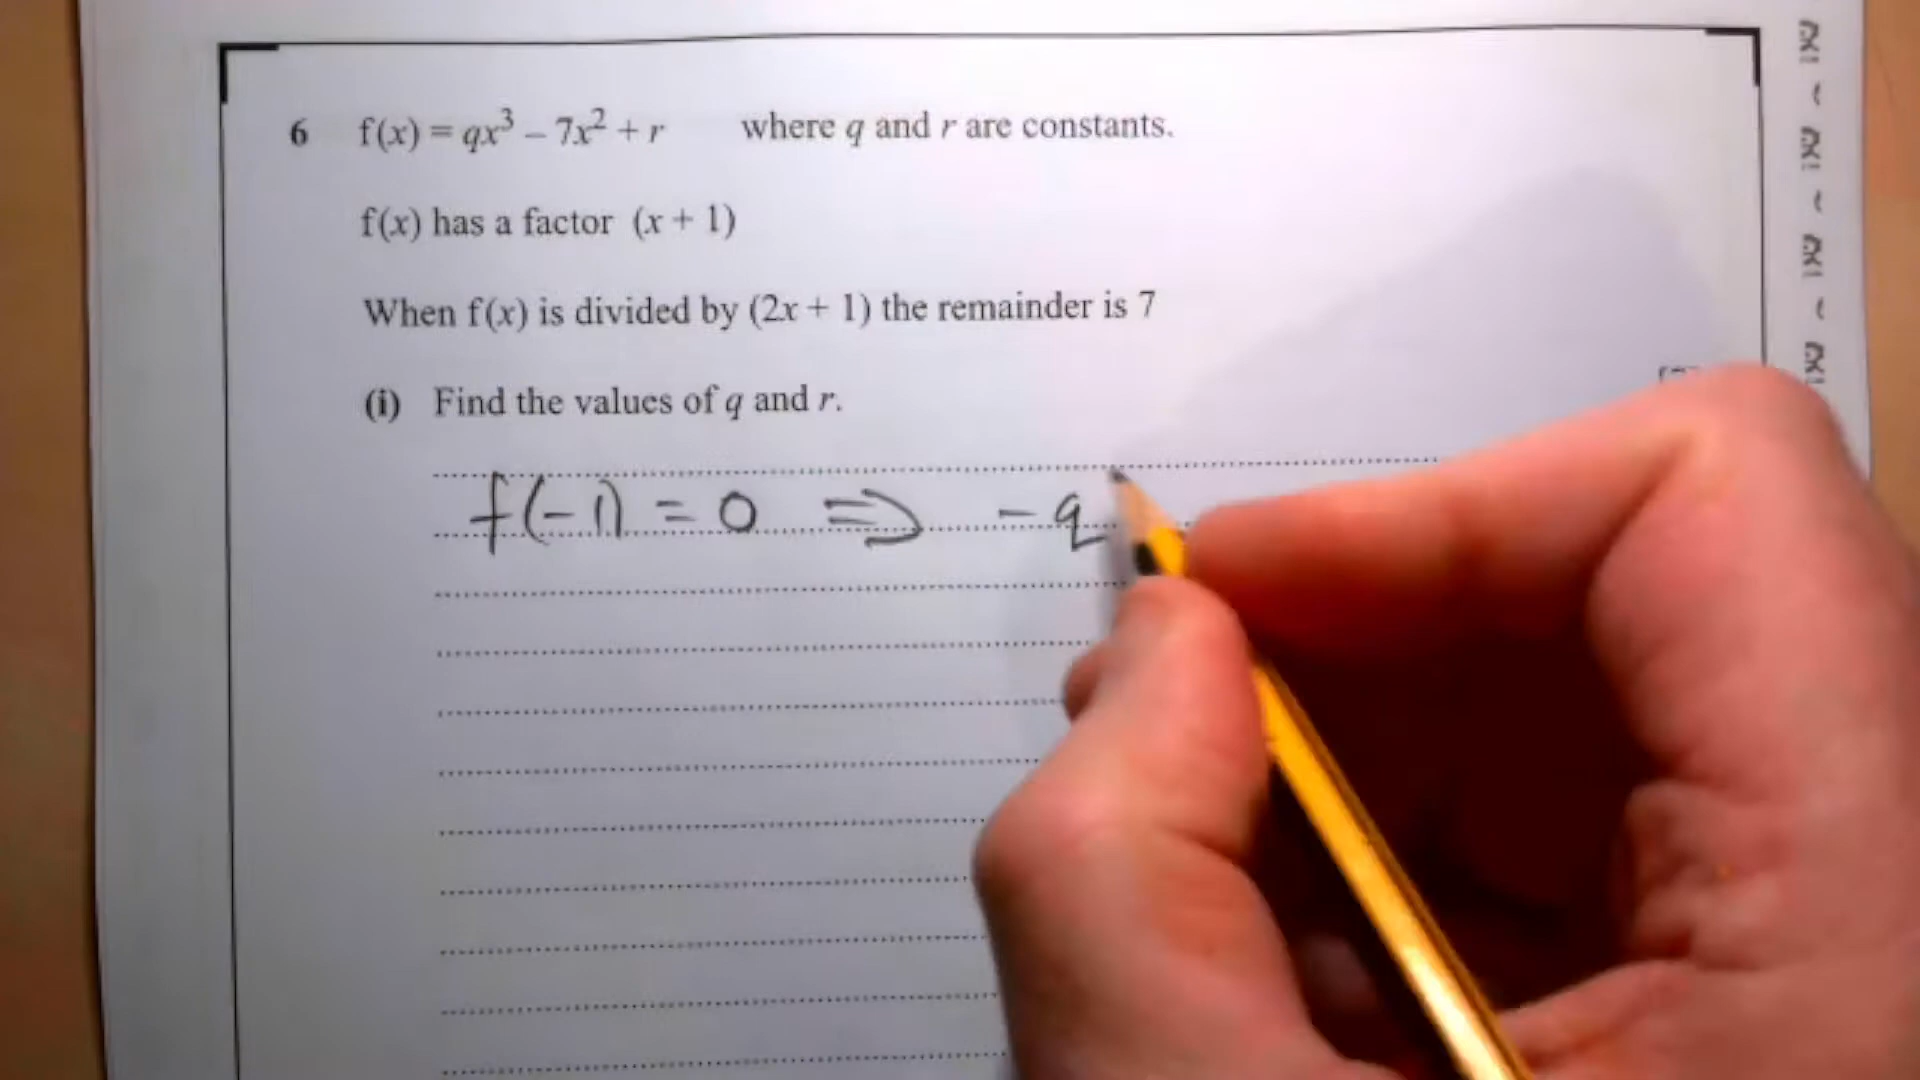 6 f(x) = qx³ – 7x² + r where q and r are constants.
f(x) has a factor (x + 1)
When f(x) is divided by (2x + 1) the remainder is 7
(i) Find the values of q and r.
f(-1) = 0 ⇒ - q